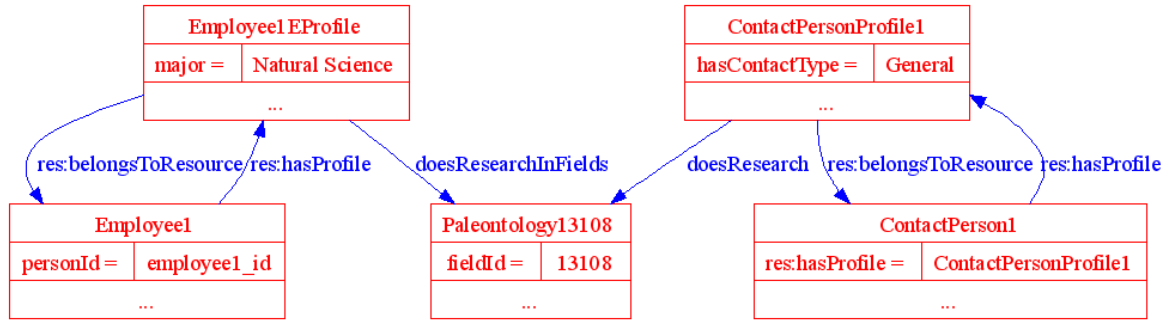 Employee1EProfile
major = Natural Science
...
ContactPersonProfile1
hasContactType = General
...
res:belongsToResource
res:hasProfile
doesResearchInFields
doesResearch
res:belongsToResource
res:hasProfile
Employee1
personId = employee1_id
...
Paleontology13108
fieldId = 13108
...
ContactPerson1
res:hasProfile = ContactPersonProfile1
...